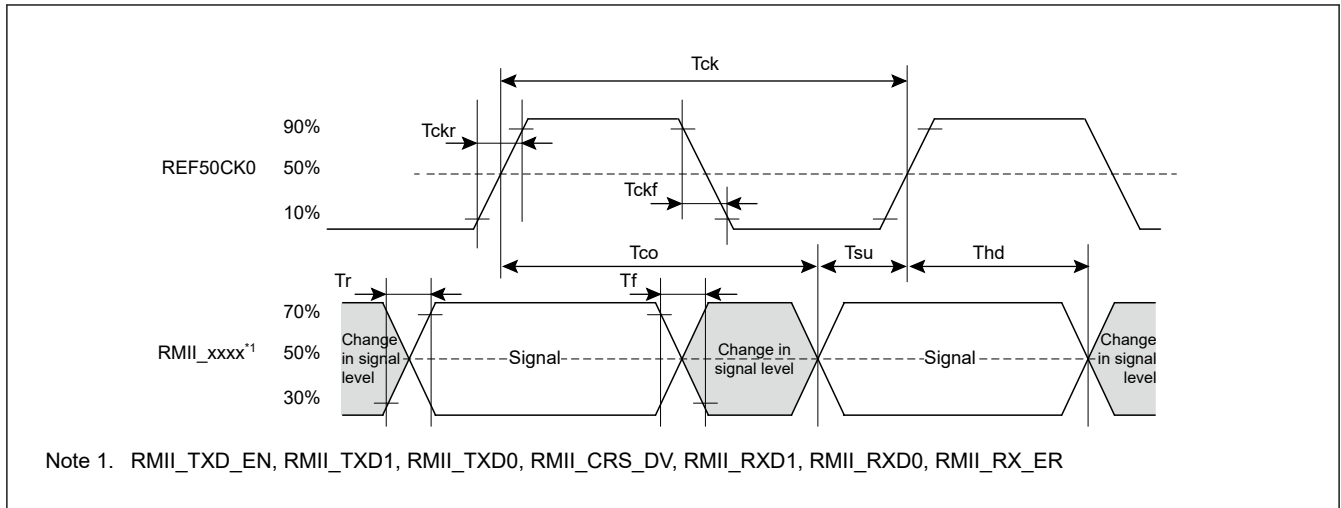 Tck
90%
Tckr
REF50CK0
50%
Tckf
10%
Tco
Tsu
Thd
Tr
Tf
70%
RMII_xxxx*1
50%
30%
Change
in signal
level
Signal
Change in
signal level
Signal
Change
in signal
level
Note 1. RMII_TXD_EN, RMII_TXD1, RMII_TXD0, RMII_CRS_DV, RMII_RXD1, RMII_RXD0, RMII_RX_ER